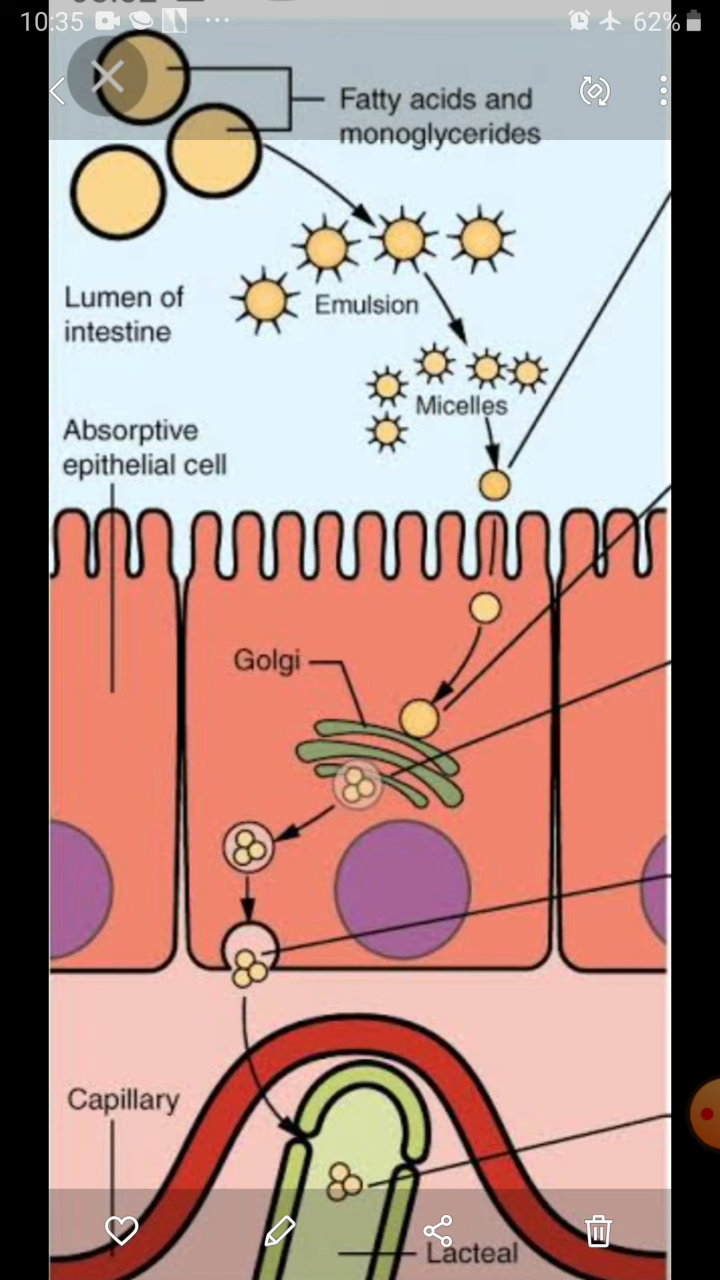 10:35
62%
Fatty acids and
monoglycerides
Lumen of
intestine
Emulsion
Micelles
Absorptive
epithelial cell
Golgi
Capillary
Lacteal